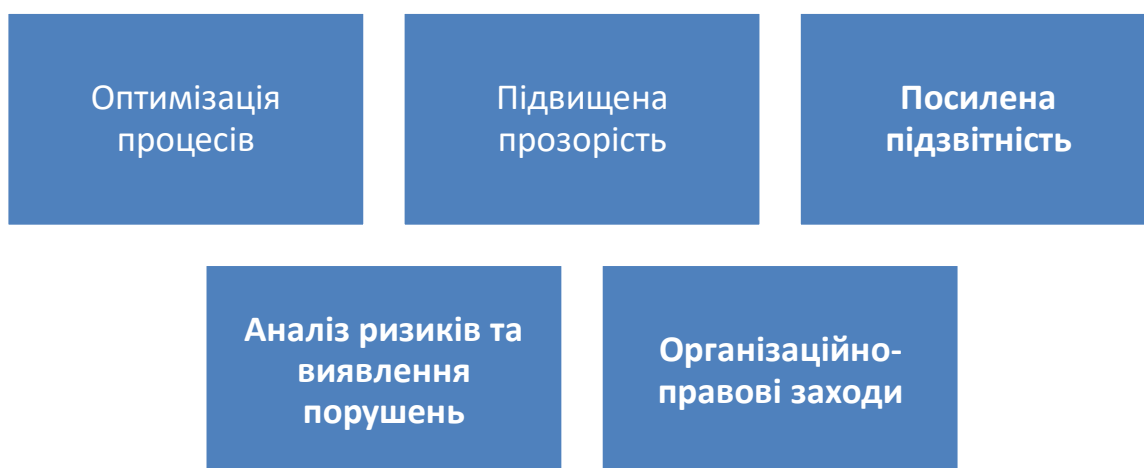 Оптимізація
процесів
Підвищена
прозорість
Посилена
підзвітність
Аналіз ризиків та
виявлення
порушень
Організаційно-
правові заходи